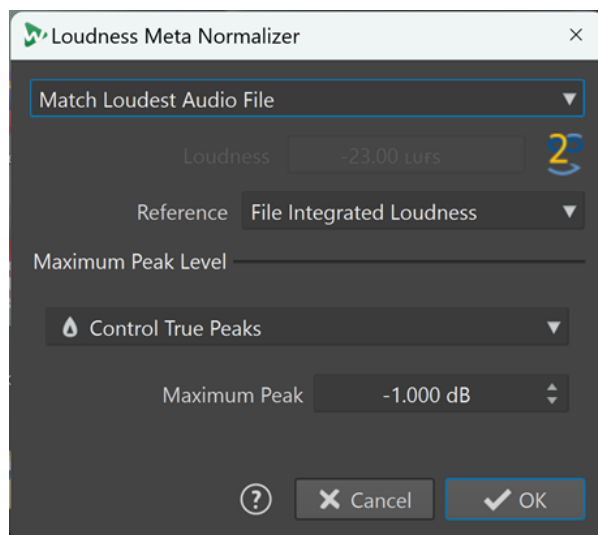 Loudness Meta Normalizer
Match Loudest Audio File
Loudness -23.00 LUFS
2
Reference File Integrated Loudness
Maximum Peak Level
Control True Peaks
Maximum Peak -1.000 dB
? Cancel OK